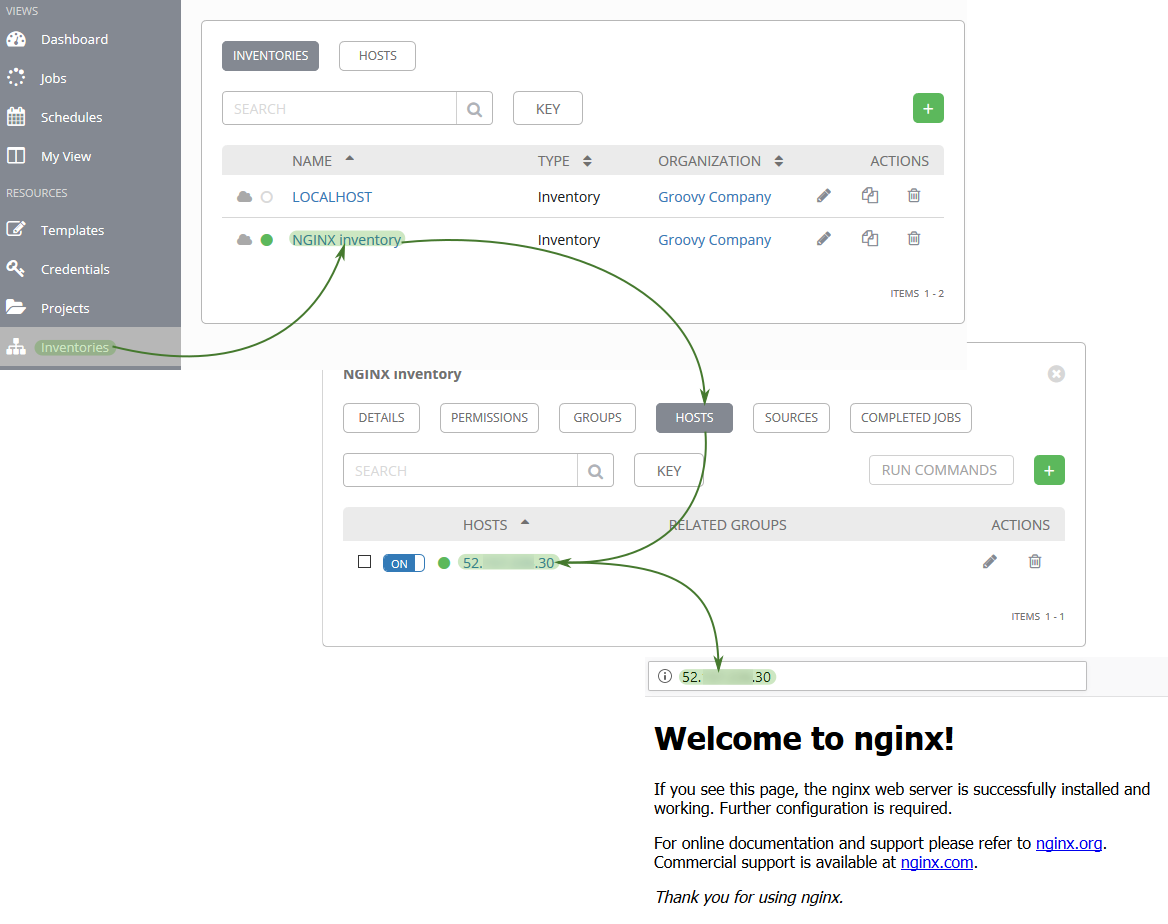 VIEWS
Dashboard
Jobs
Schedules
My View
RESOURCES
Templates
Credentials
Projects
Inventories
INVENTORIES HOSTS
SEARCH KEY +
NAME TYPE ORGANIZATION ACTIONS
LOCALHOST Inventory Groovy Company
NGINX inventory Inventory Groovy Company
ITEMS 1 - 2
NGINX inventory
DETAILS PERMISSIONS GROUPS HOSTS SOURCES COMPLETED JOBS
SEARCH KEY RUN COMMANDS +
HOSTS RELATED GROUPS ACTIONS
ON 52. .30
ITEMS 1 - 1
52. .30
Welcome to nginx!
If you see this page, the nginx web server is successfully installed and
working. Further configuration is required.
For online documentation and support please refer to nginx.org.
Commercial support is available at nginx.com.
Thank you for using nginx.